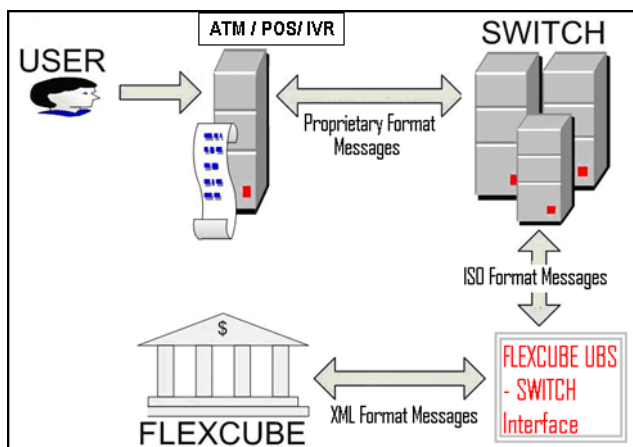 ATM / POS/ IVR
USER
SWITCH
Proprietary Format
Messages
ISO Format Messages
$
FLEXCUBE UBS
- SWITCH
Interface
XML Format Messages
FLEXCUBE